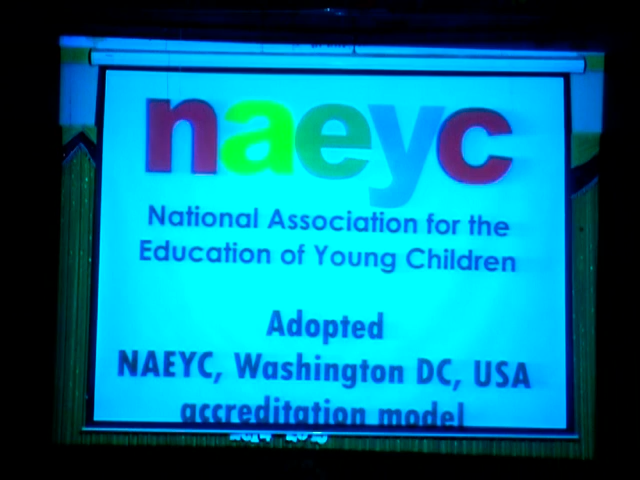 naeyc
National Association for the
Education of Young Children
Adopted
NAEYC, Washington DC, USA
accreditation model